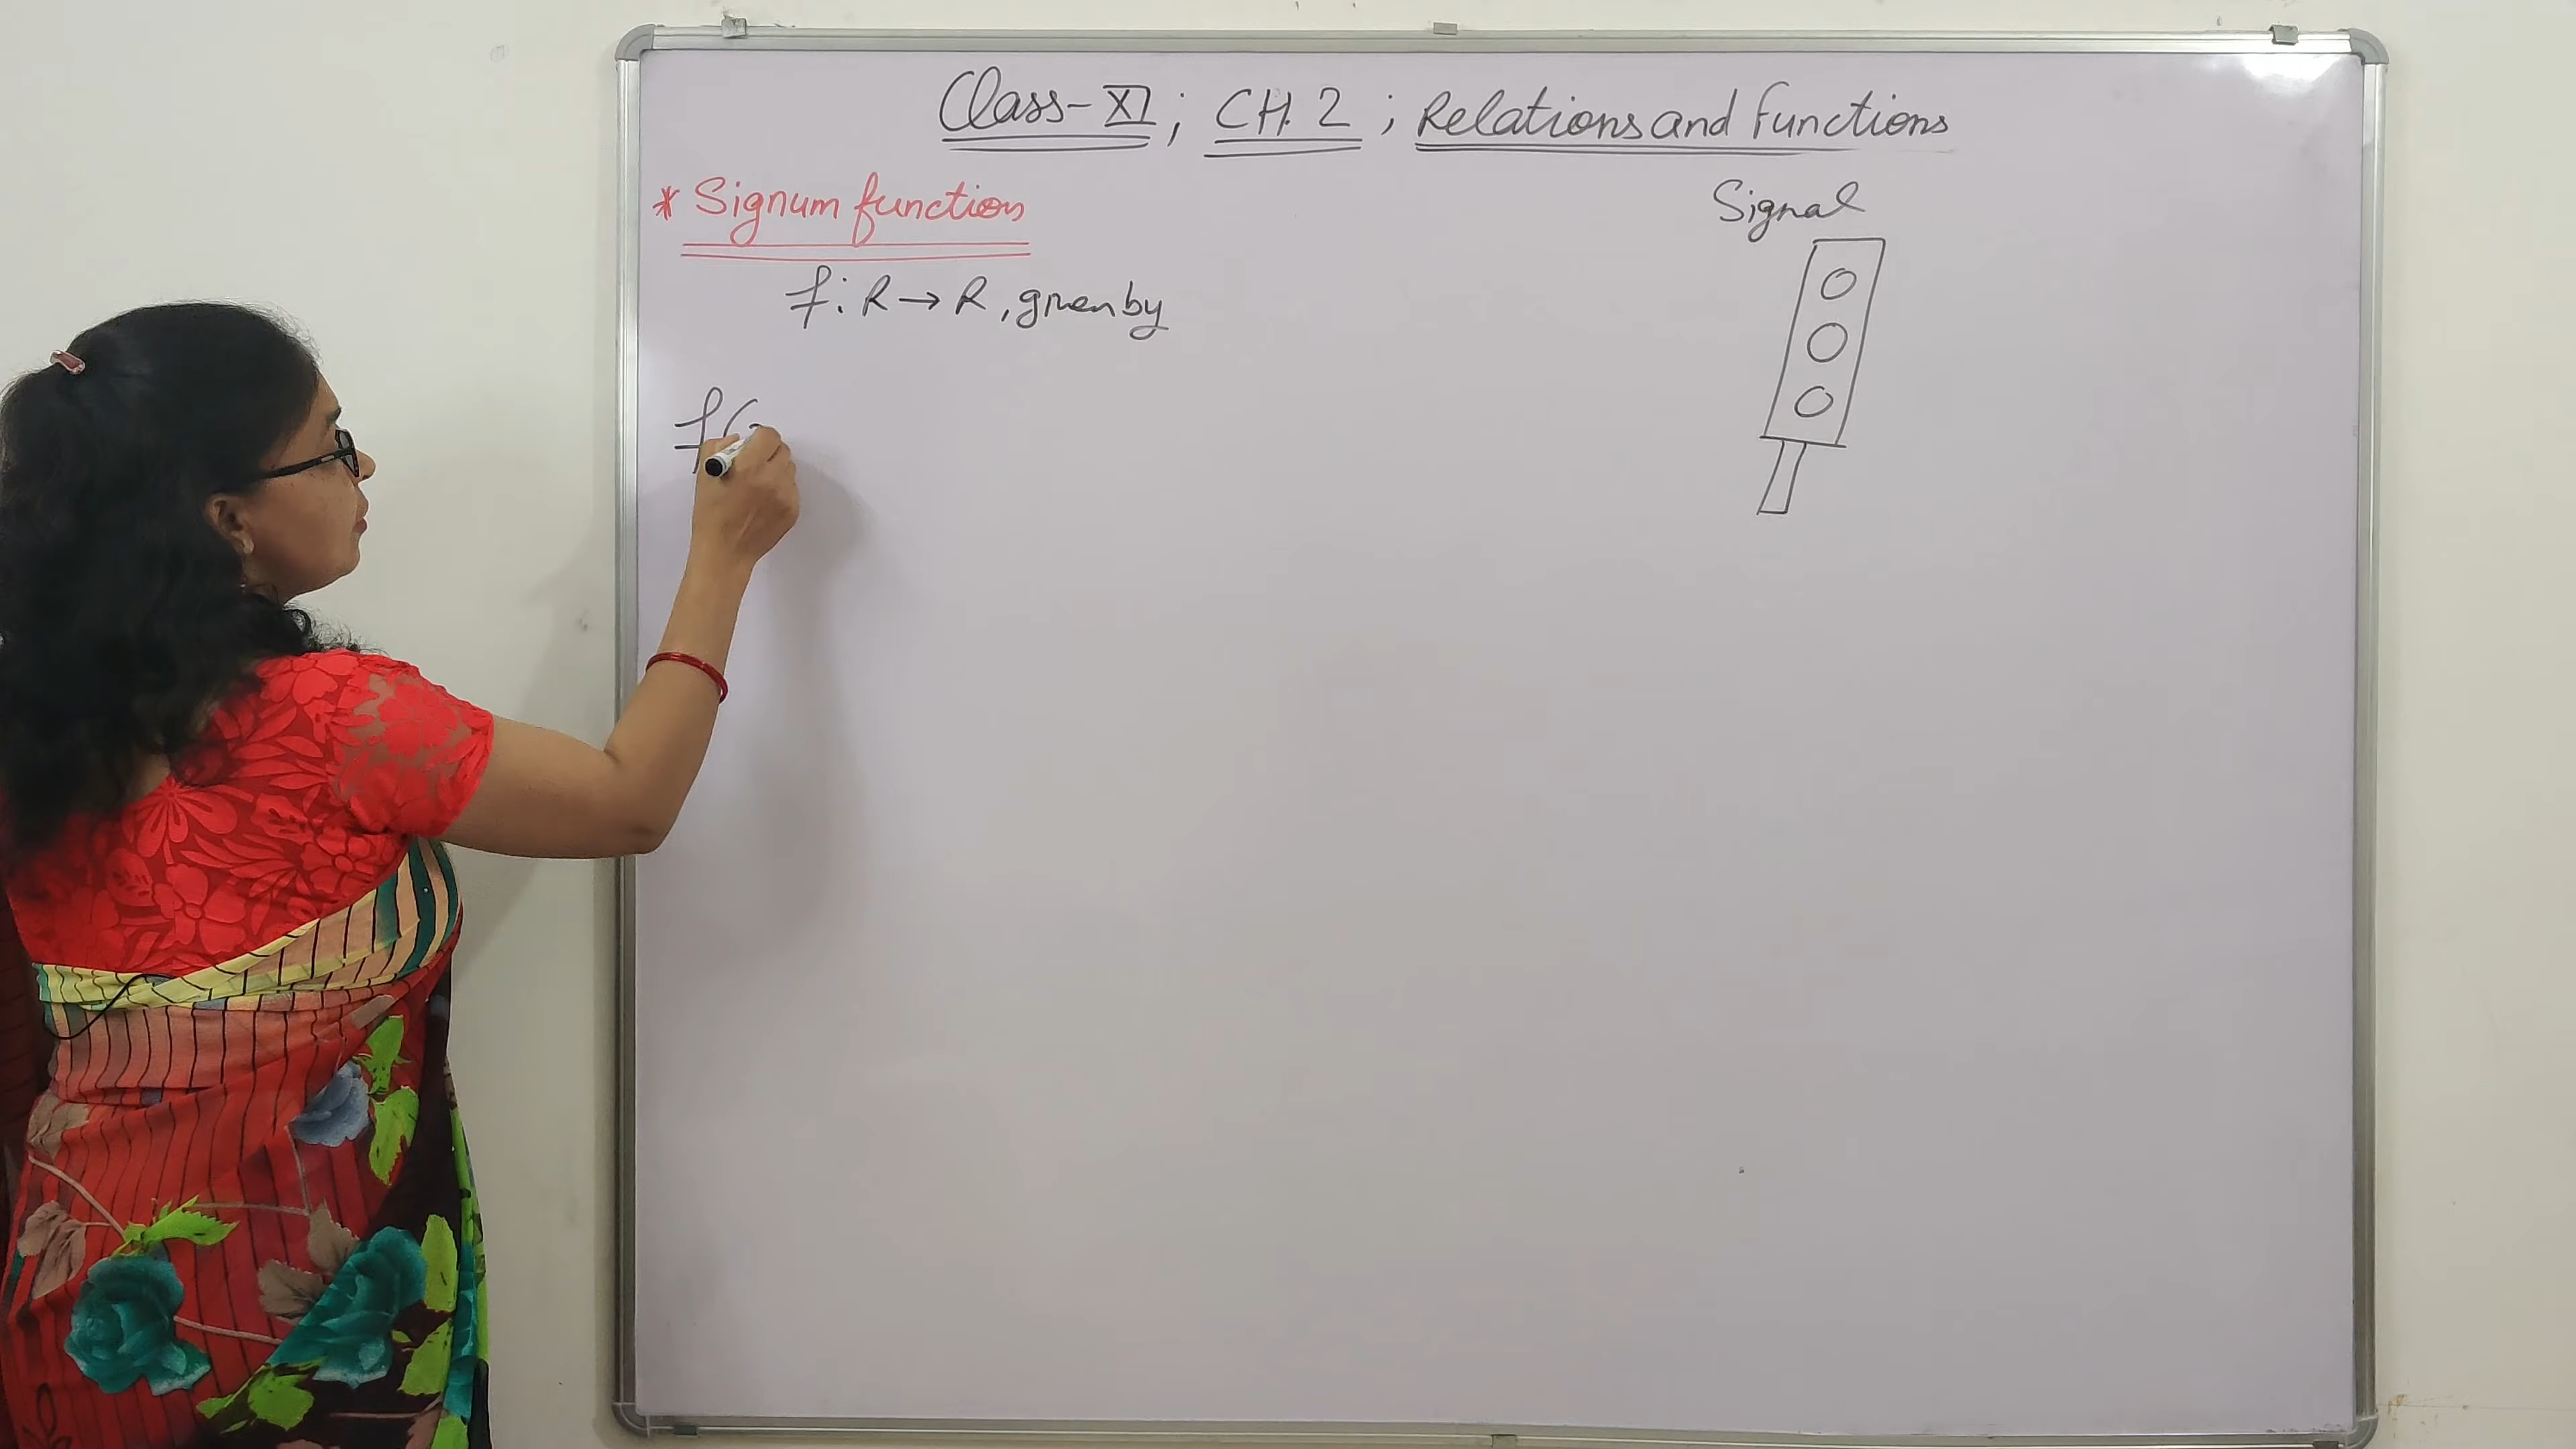 Class-XI; CH. 2 ; Relations and Functions
* Signum function
Signal
f: R → R, given by
f(